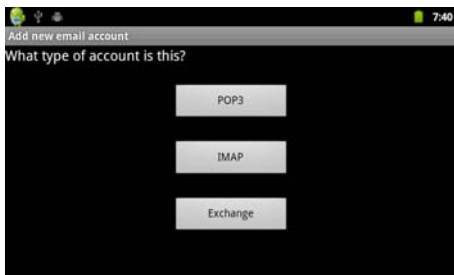 7:40
Add new email account
What type of account is this?
POP3
IMAP
Exchange